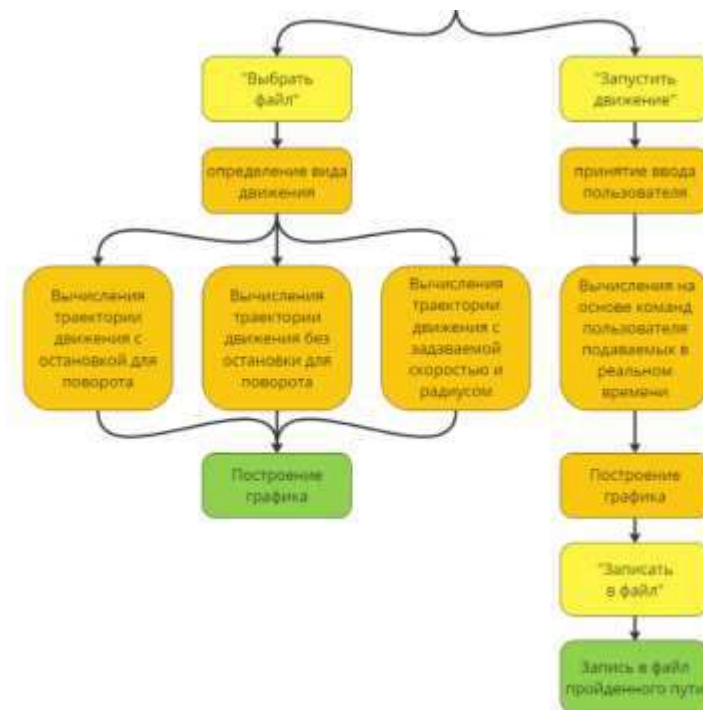 "Выбрать
файл"
"Запустить
движение"
определение вида
движения
принятие ввода
пользователя
Вычисления
траектории
движения с
остановкой для
поворота
Вычисления
траектории
движения без
остановки для
поворота
Вычисления
траектории
движения с
задаваемой
скоростью и
радиусом
Вычисления на
основе команд
пользователя
подаваемых в
реальном
времени
Построение
графика
Построение
графика
"Записать
в файл"
Запись в файл
пройденного пути